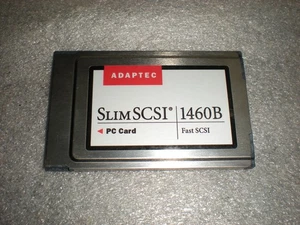 ADAPTEC
SLIMSCSI® 1460B
◀ PC Card Fast SCSI